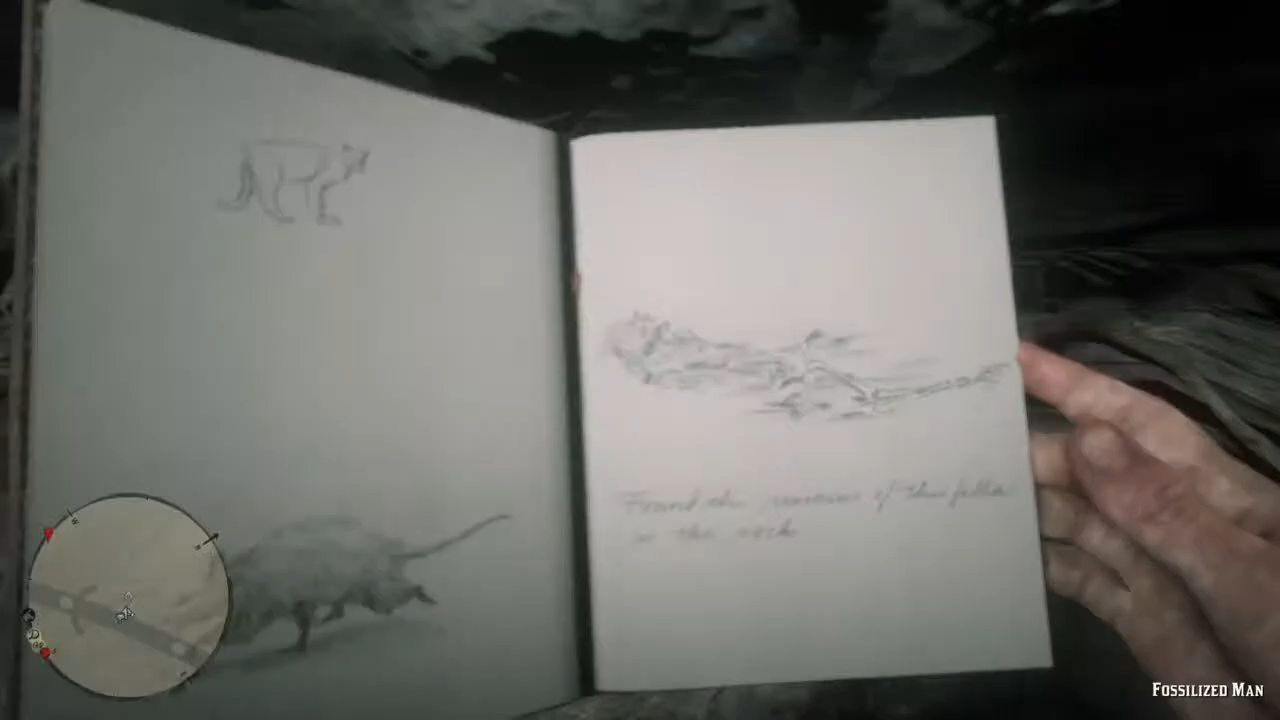 Found the remains of this fella
in the rock
Fossilized Man